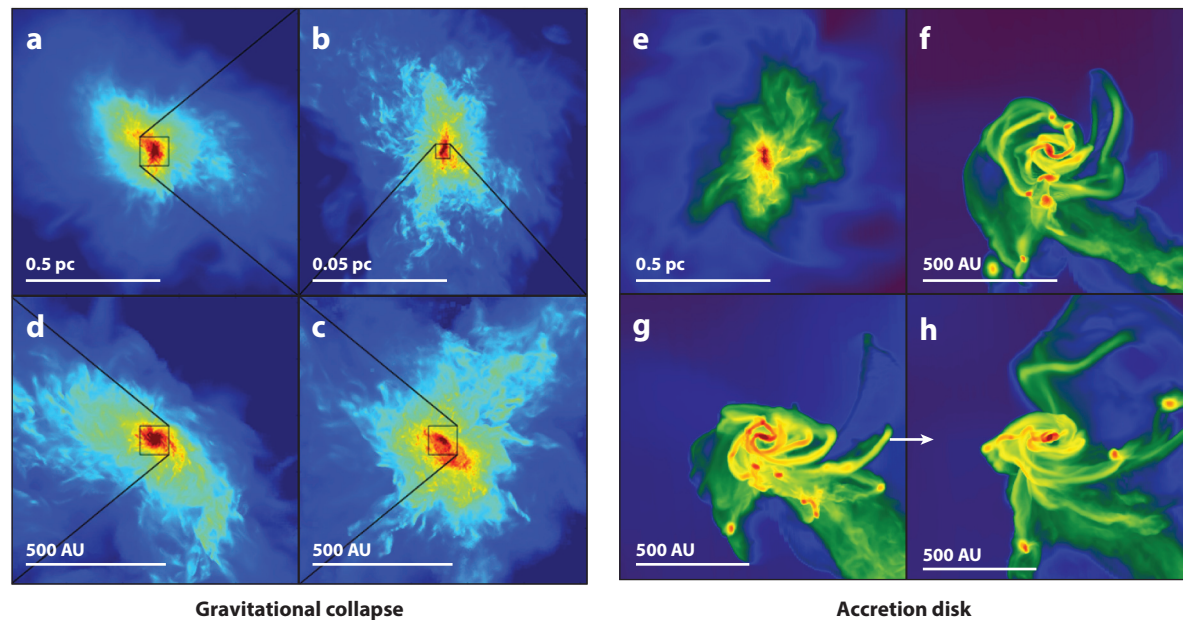 a
0.5 pc
b
0.05 pc
d
500 AU
c
500 AU
Gravitational collapse
e
0.5 pc
f
500 AU
g
500 AU
h
500 AU
Accretion disk